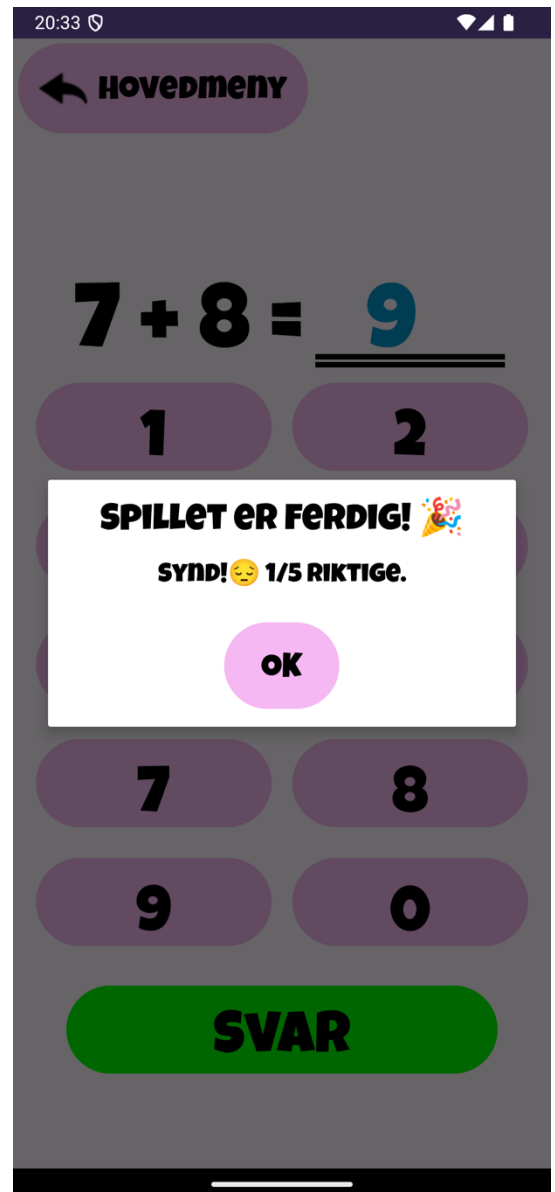 20:33
Hovedmeny
7 + 8 = 9
1 2
Spillet er ferdig! 🎉
Synd!😔 1/5 riktige.
OK
7 8
9 0
SVAR